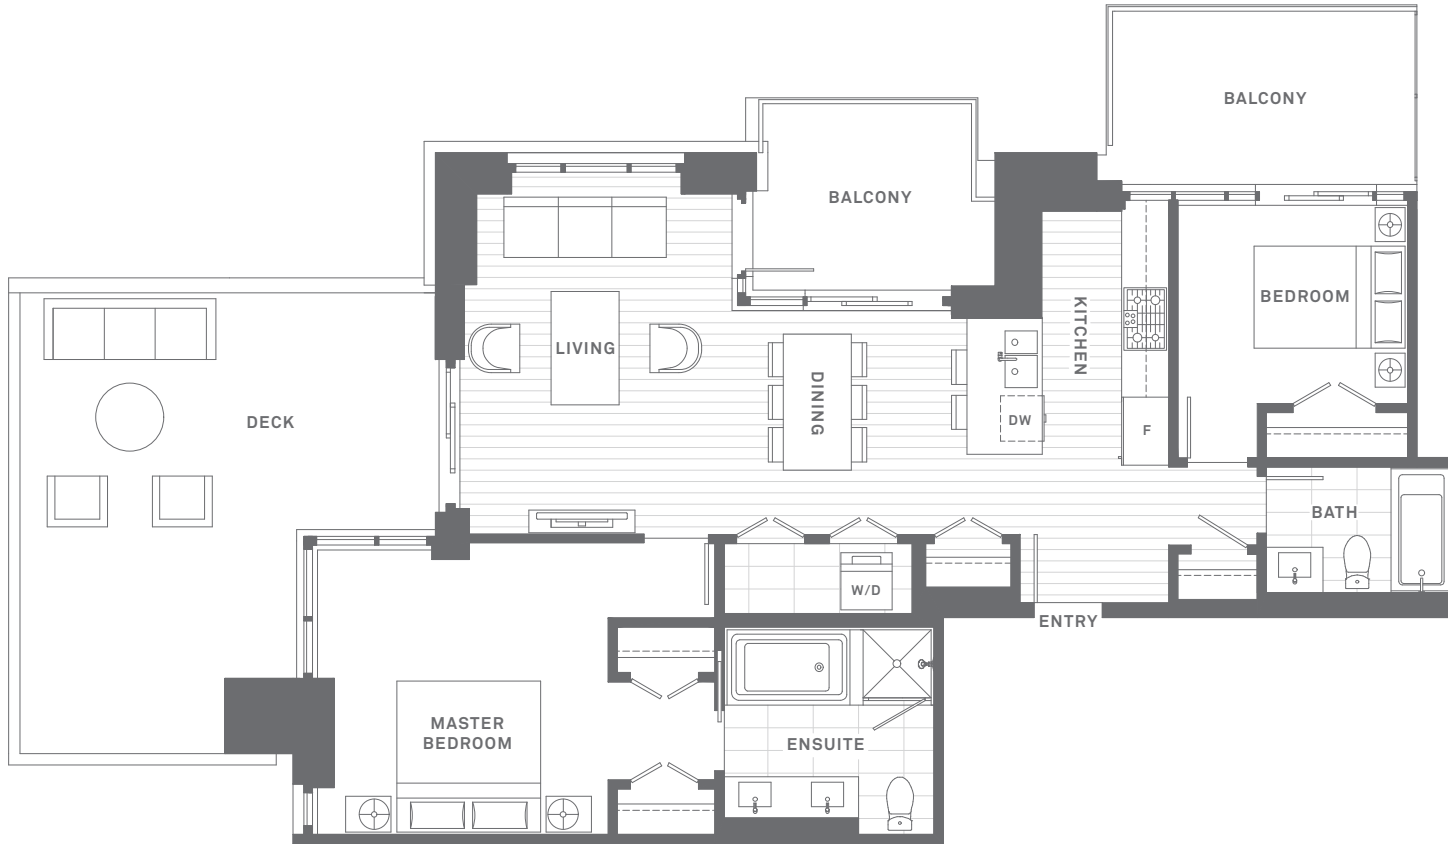 BALCONY
BALCONY
BEDROOM
KITCHEN
LIVING
DINING
DECK
DW
F
BATH
W/D
ENTRY
MASTER
BEDROOM
ENSUITE